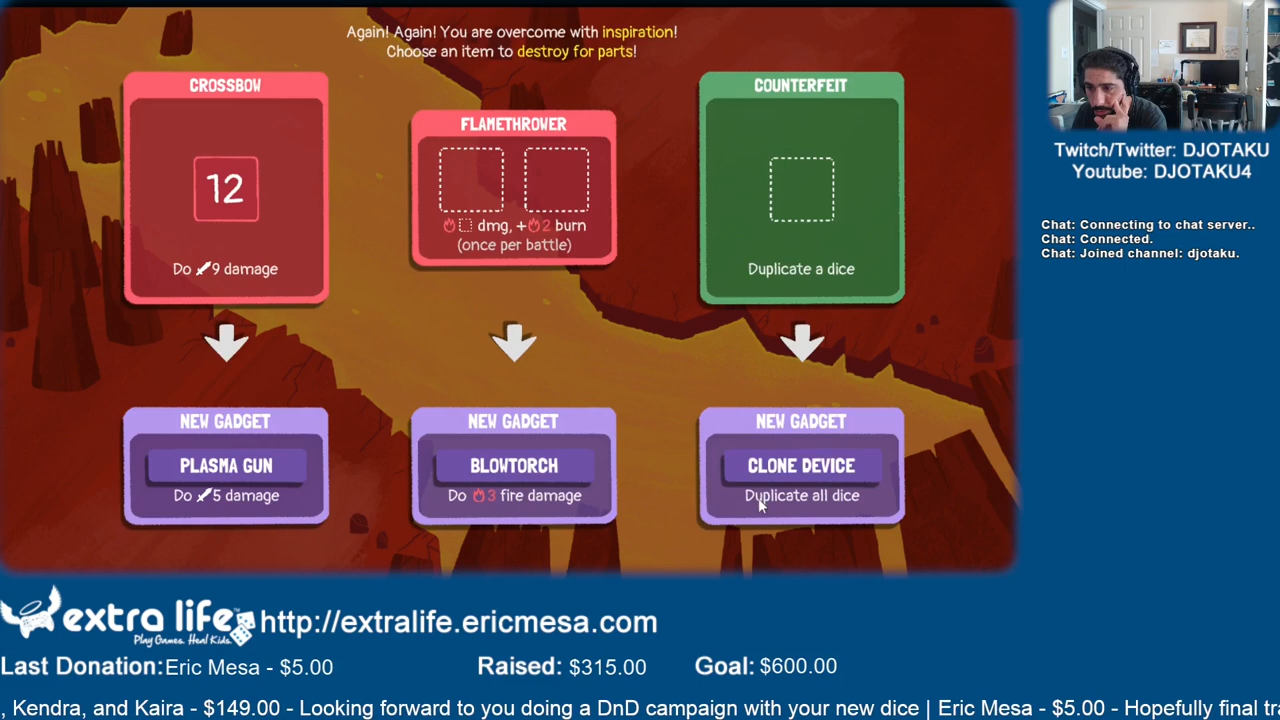 Again! Again! You are overcome with inspiration!
Choose an item to destroy for parts!
CROSSBOW
12
Do 9 damage
FLAMETHROWER
dmg, +2 burn
(once per battle)
COUNTERFEIT
Duplicate a dice
NEW GADGET
PLASMA GUN
Do 5 damage
NEW GADGET
BLOWTORCH
Do 3 fire damage
NEW GADGET
CLONE DEVICE
Duplicate all dice
Twitch/Twitter: DJOTAKU
Youtube: DJOTAKU4
Chat: Connecting to chat server..
Chat: Connected.
Chat: Joined channel: djotaku.
extra life
Play Games. Heal Kids.
http://extralife.ericmesa.com
Last Donation: Eric Mesa - $5.00
Raised: $315.00
Goal: $600.00
, Kendra, and Kaira - $149.00 - Looking forward to you doing a DnD campaign with your new dice | Eric Mesa - $5.00 - Hopefully final tr